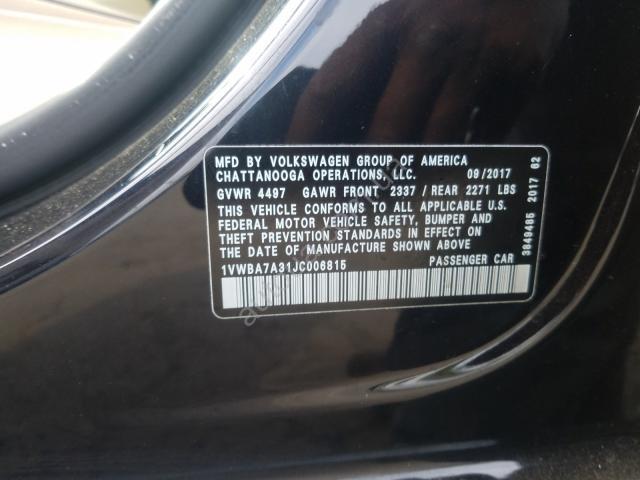 MFD BY VOLKSWAGEN GROUP OF AMERICA
CHATTANOOGA OPERATIONS, LLC. 09/2017
GVWR 4497 GAWR FRONT 2337 / REAR 2271 LBS
THIS VEHICLE CONFORMS TO ALL APPLICABLE U.S.
FEDERAL MOTOR VEHICLE SAFETY, BUMPER AND
THEFT PREVENTION STANDARDS IN EFFECT ON THE
DATE OF MANUFACTURE SHOWN ABOVE
1VWBA7A31JC006815 PASSENGER CAR
3849485 2017 62